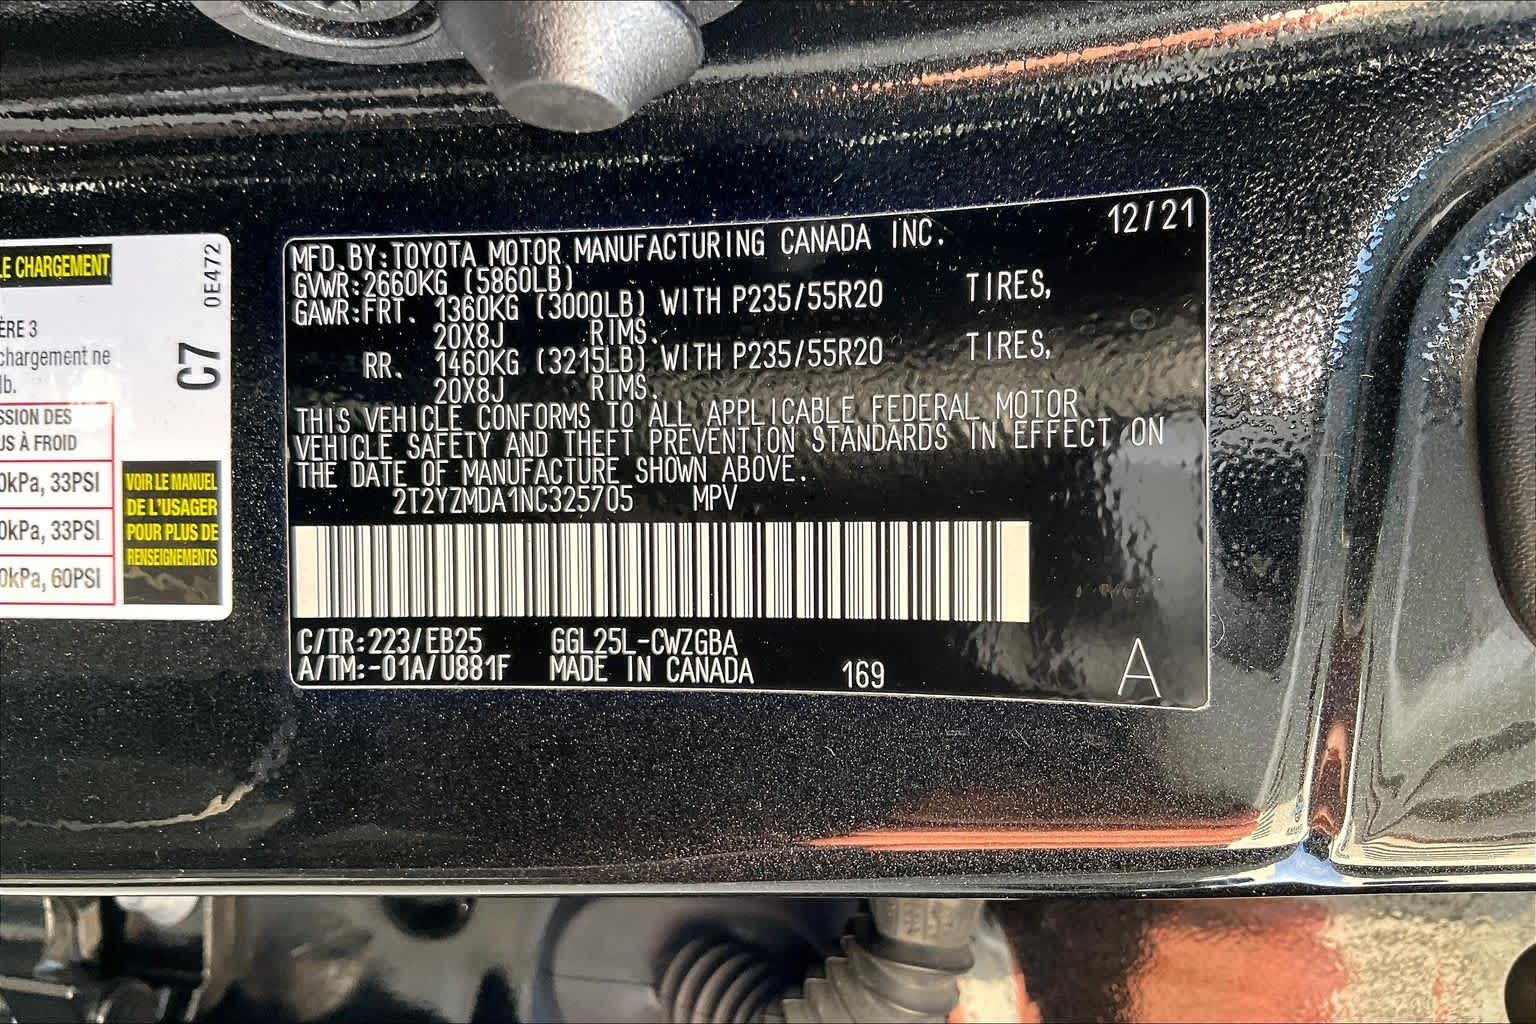 LE CHARGEMENT
0E472
ÈRE 3
chargement ne
lb.
C7
SSION DES
US À FROID
0kPa, 33PSI
0kPa, 33PSI
0kPa, 60PSI
VOIR LE MANUEL
DE L'USAGER
POUR PLUS DE
RENSEIGNEMENTS
12/21
MFD. BY: TOYOTA MOTOR MANUFACTURING CANADA INC.
GVWR: 2660KG (5860LB)
GAWR: FRT. 1360KG (3000LB) WITH P235/55R20 TIRES,
20X8J RIMS.
RR. 1460KG (3215LB) WITH P235/55R20 TIRES,
20X8J RIMS.
THIS VEHICLE CONFORMS TO ALL APPLICABLE FEDERAL MOTOR
VEHICLE SAFETY AND THEFT PREVENTION STANDARDS IN EFFECT ON
THE DATE OF MANUFACTURE SHOWN ABOVE.
2T2YZMDA1NC325705 MPV
C/TR: 223/EB25 GGL25L-CWZGBA
A/TM: -01A/U881F MADE IN CANADA 169
A